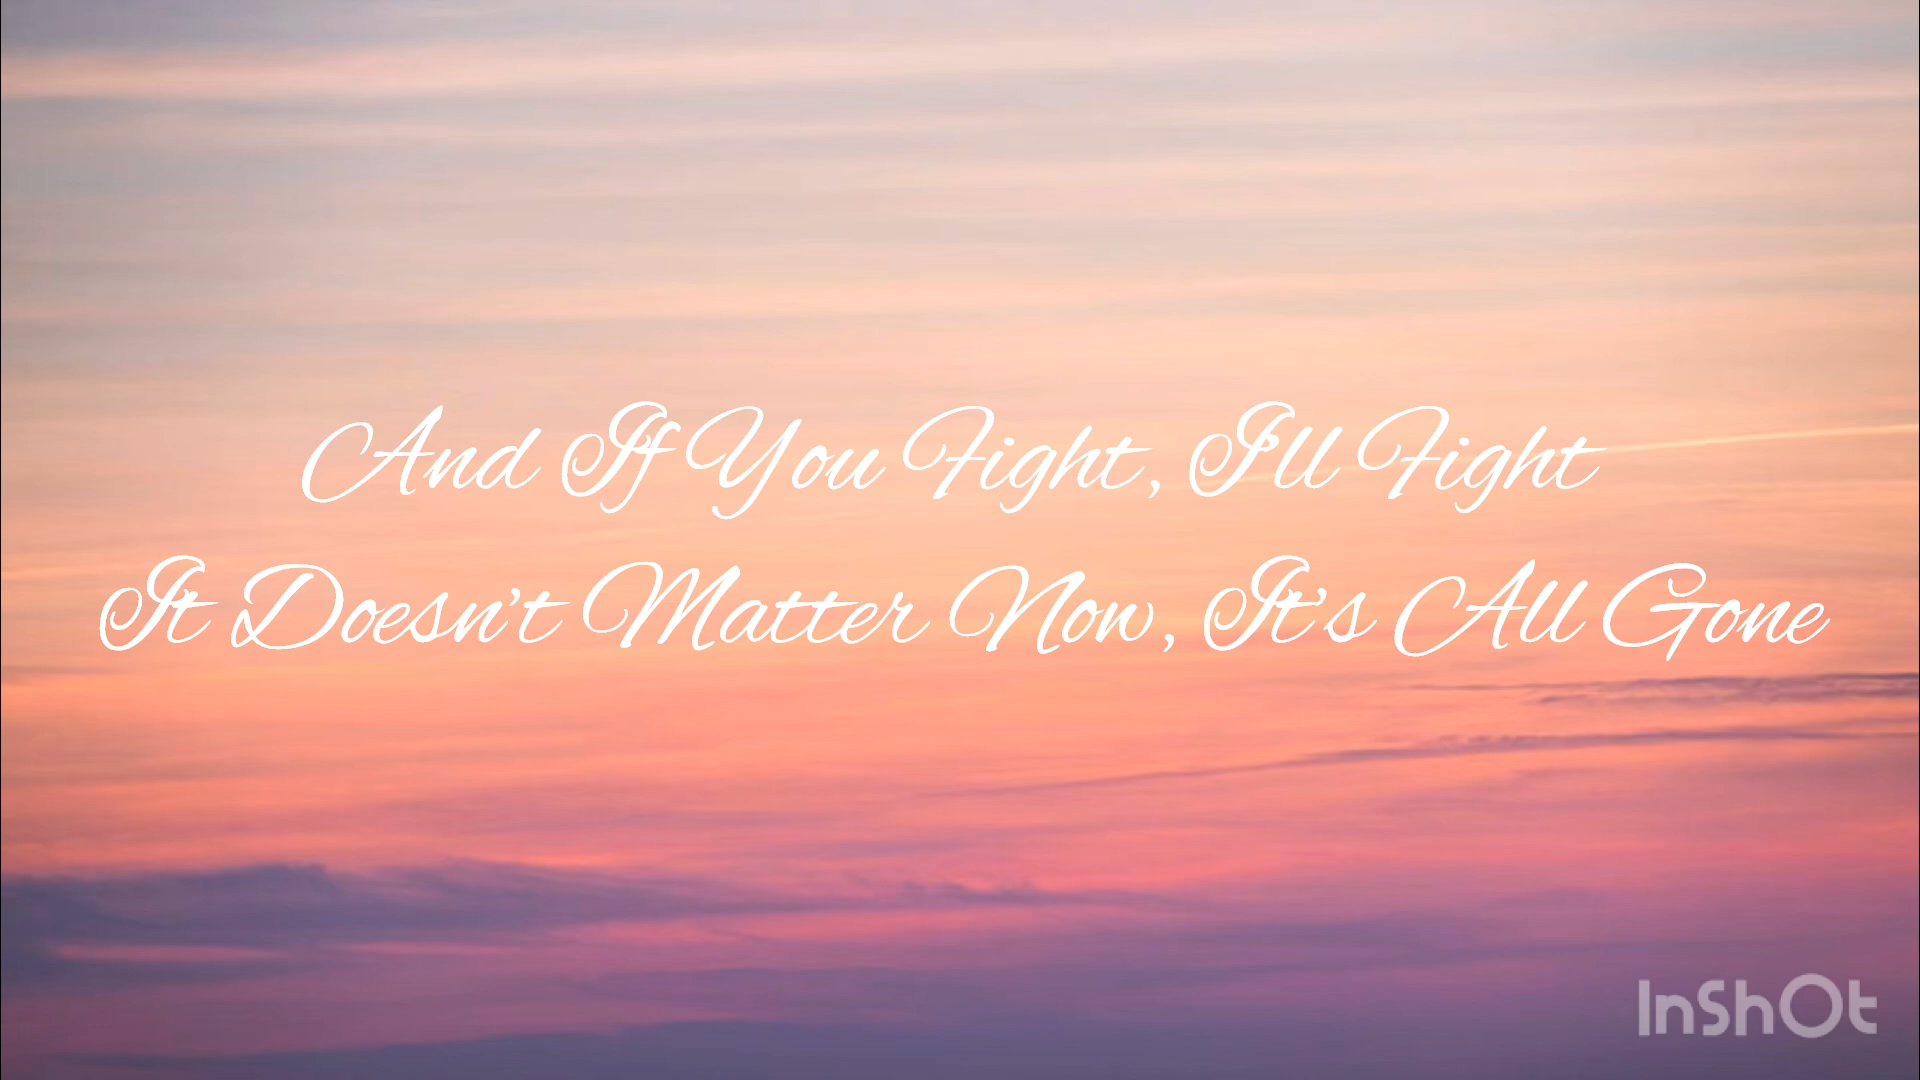 And If You Fight, I'll Fight
It Doesn't Matter Now, It's All Gone
InShOt